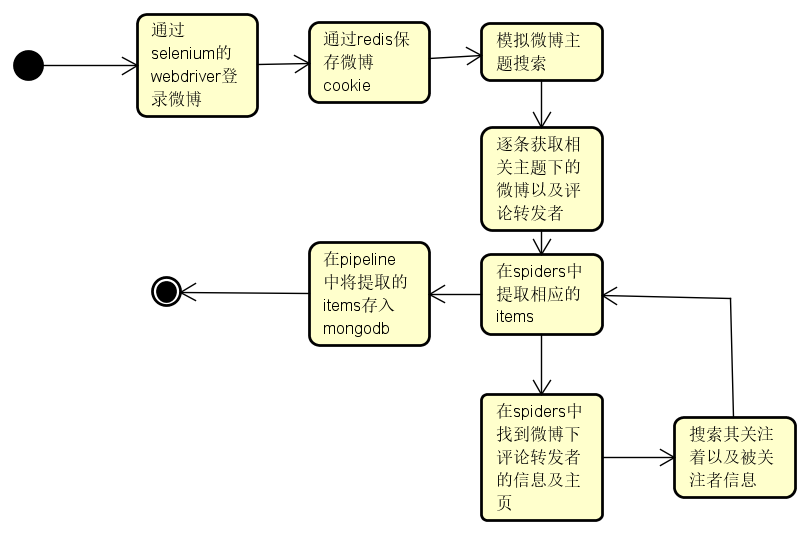 通过
selenium的
webdriver登
录微博
通过redis保
存微博
cookie
模拟微博主
题搜索
逐条获取相
关主题下的
微博以及评
论转发者
在pipeline
中将提取的
items存入
mongodb
在spiders中
提取相应的
items
在spiders中
找到微博下
评论转发者
的信息及主
页
搜索其关注
着以及被关
注者信息